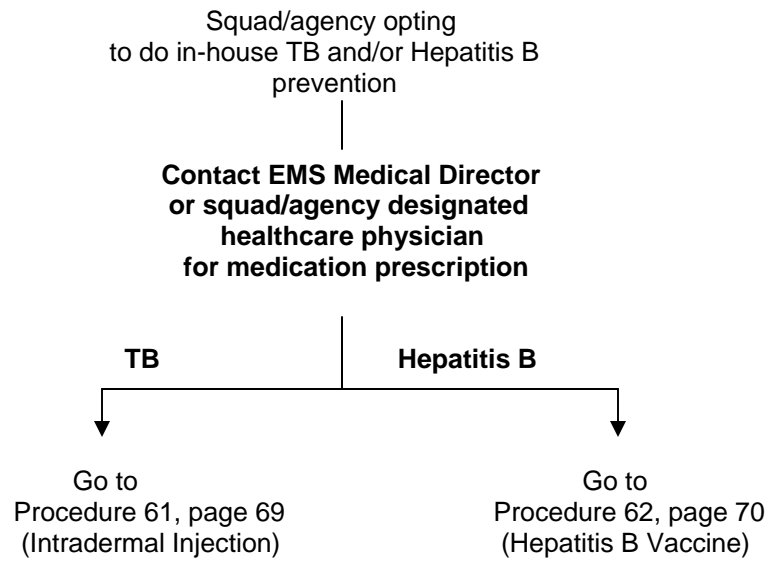 Squad/agency opting
to do in-house TB and/or Hepatitis B
prevention
Contact EMS Medical Director
or squad/agency designated
healthcare physician
for medication prescription
TB
Hepatitis B
Go to
Procedure 61, page 69
(Intradermal Injection)
Go to
Procedure 62, page 70
(Hepatitis B Vaccine)